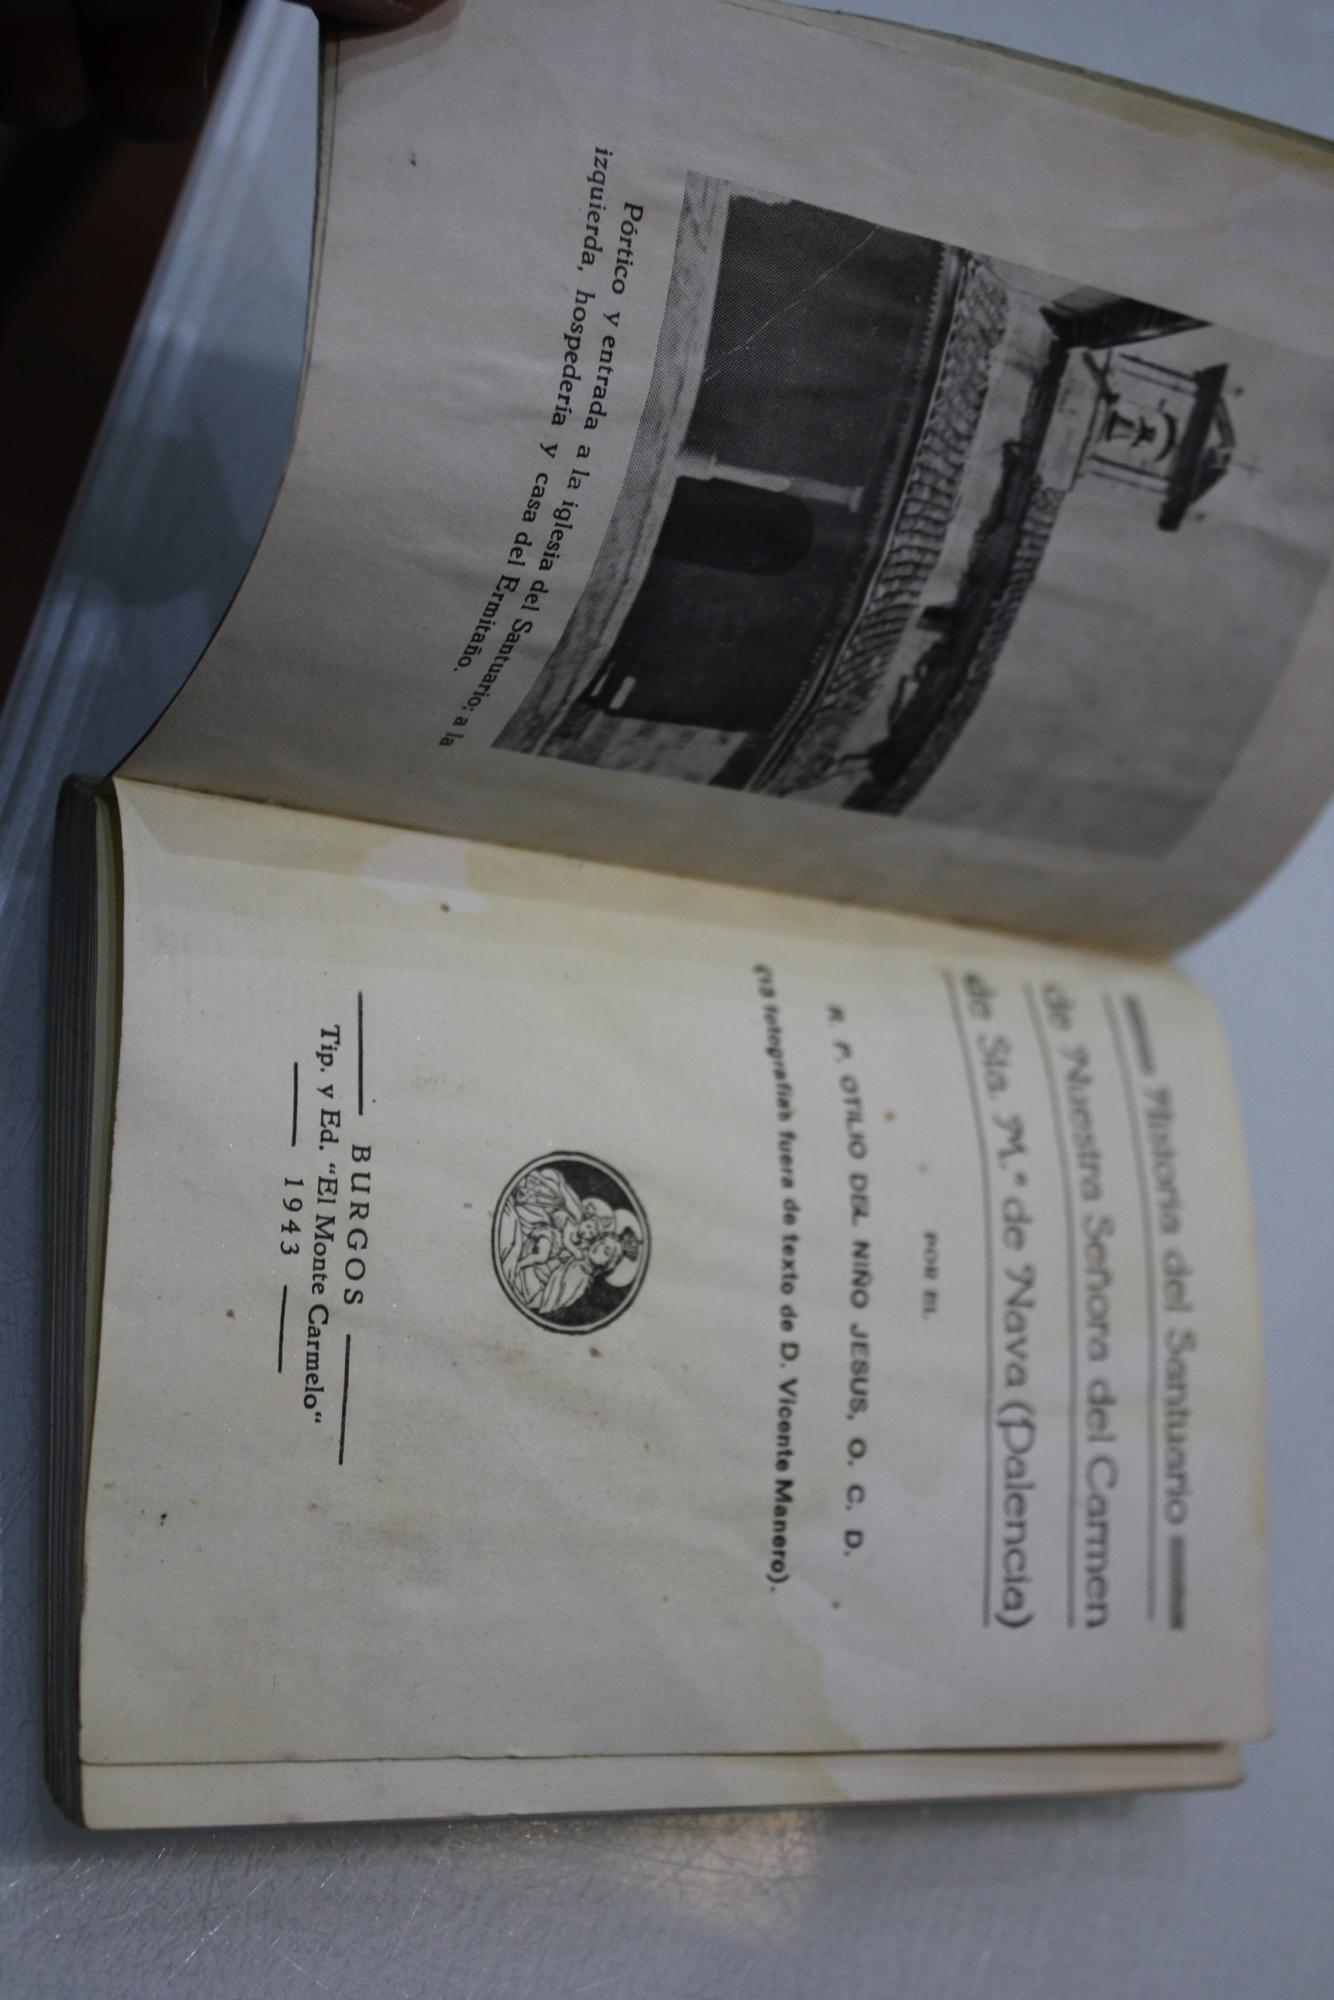 Pórtico y entrada a la iglesia del Santuario; a la
izquierda, hospedería y casa del Ermitaño.
Historia del Santuario
de Nuestra Señora del Carmen
de Sta. M.ª de Nava (Palencia)
POR EL
R. P. OTILIO DEL NIÑO JESUS, O. C. D.
(13 fotografías fuera de texto de D. Vicente Manero).
BURGOS
Tip. y Ed. “El Monte Carmelo“
1943